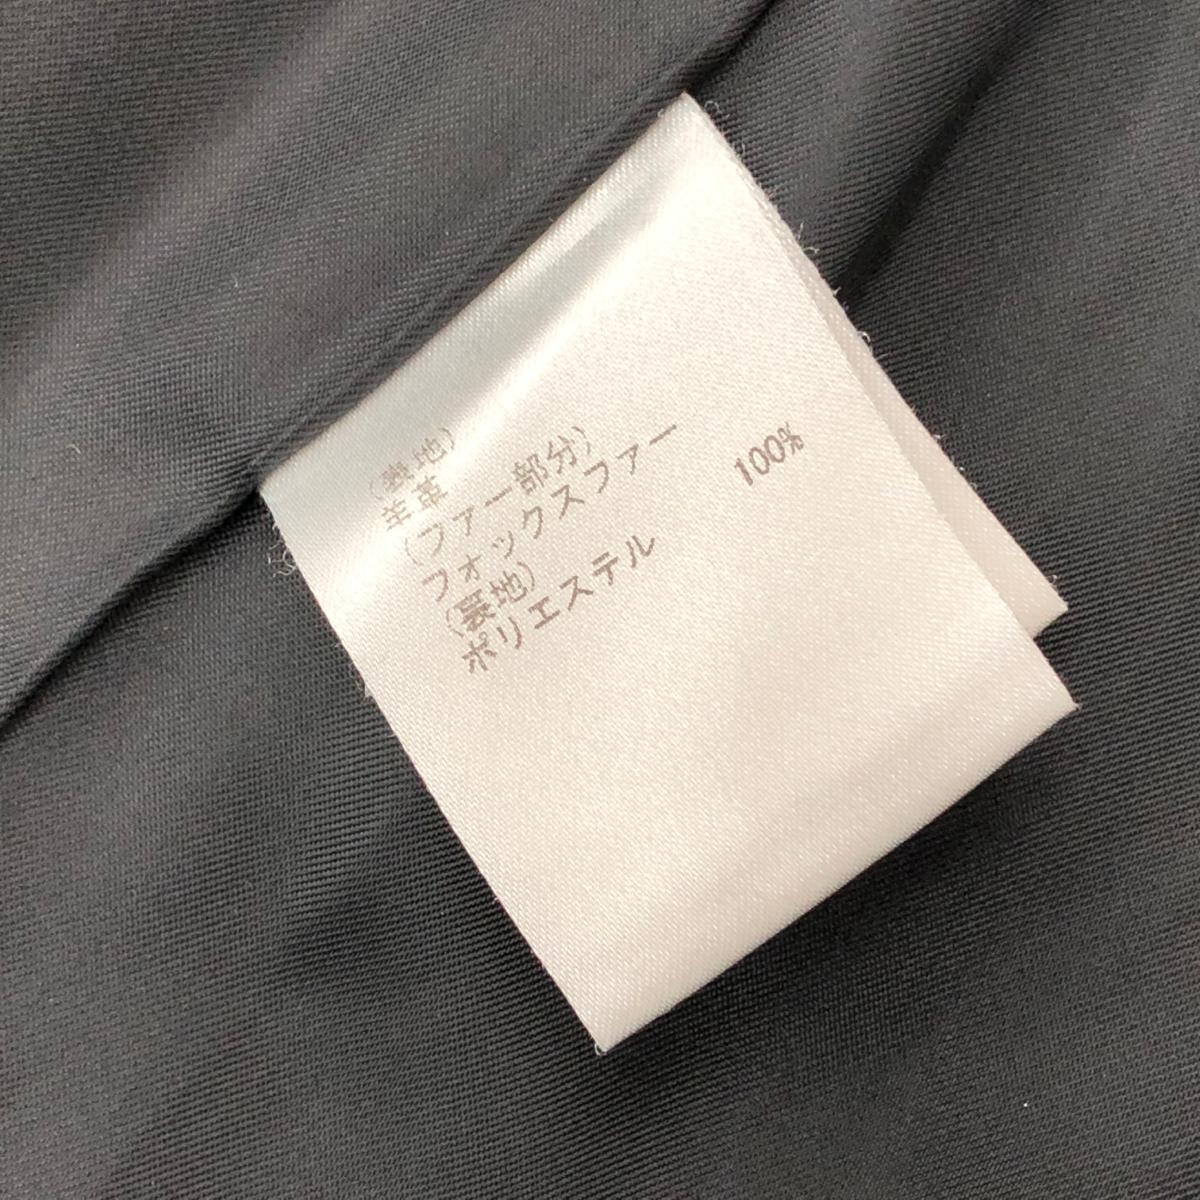 (表地)
羊革
(ファー部分)
フォックスファー
(裏地)
ポリエステル 100%